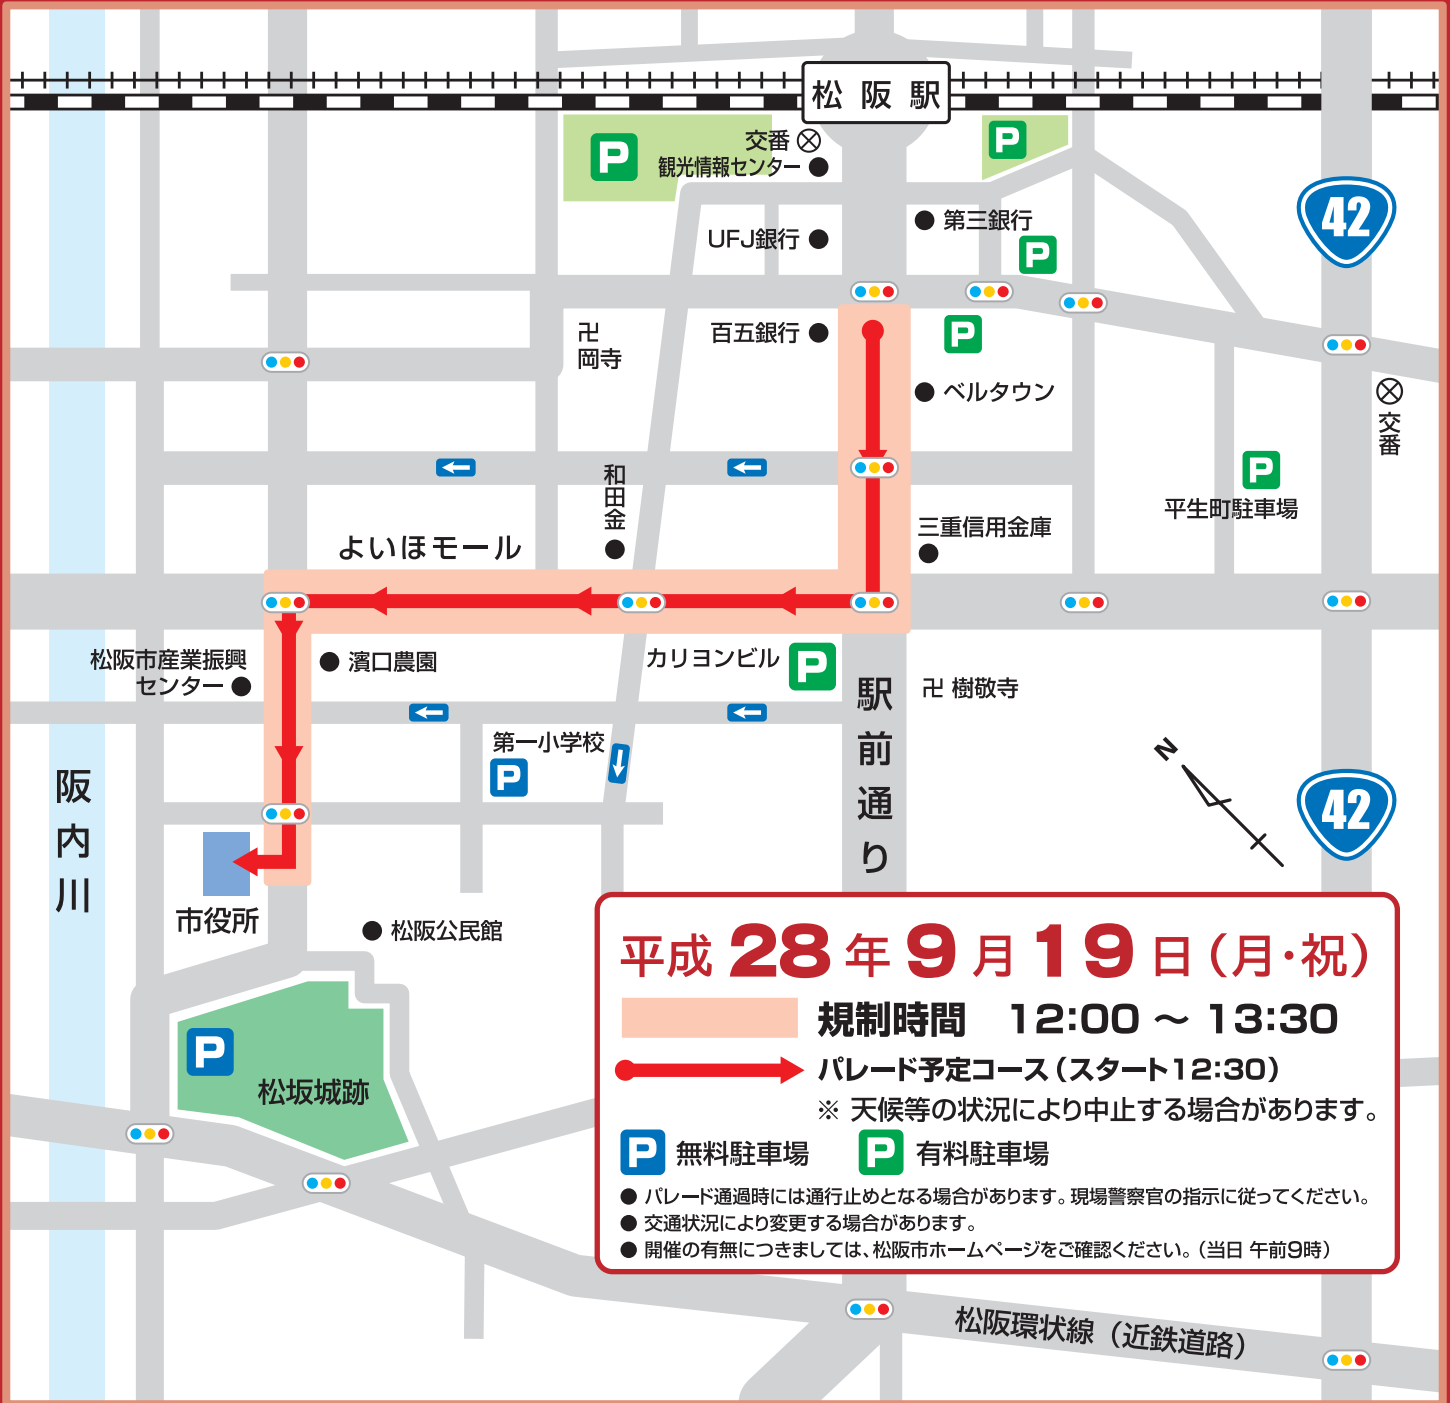 松阪駅
交番
観光情報センター
P
P
42
第三銀行
UFJ銀行
P
卍
岡寺
百五銀行
P
ベルタウン
交番
和田金
P
平生町駐車場
三重信用金庫
よいほモール
松阪市産業振興
センター
濱口農園
カリヨンビル
P
卍 樹敬寺
駅前通り
第一小学校
P
N
阪内川
42
市役所
松阪公民館
平成 28 年 9 月 19 日（月・祝）
規制時間 12:00 ～ 13:30
パレード予定コース（スタート12:30）
※ 天候等の状況により中止する場合があります。
P 無料駐車場 P 有料駐車場
● パレード通過時には通行止めとなる場合があります。現場警察官の指示に従ってください。
● 交通状況により変更する場合があります。
● 開催の有無につきましては、松阪市ホームページをご確認ください。（当日 午前9時）
P
松坂城跡
松阪環状線（近鉄道路）